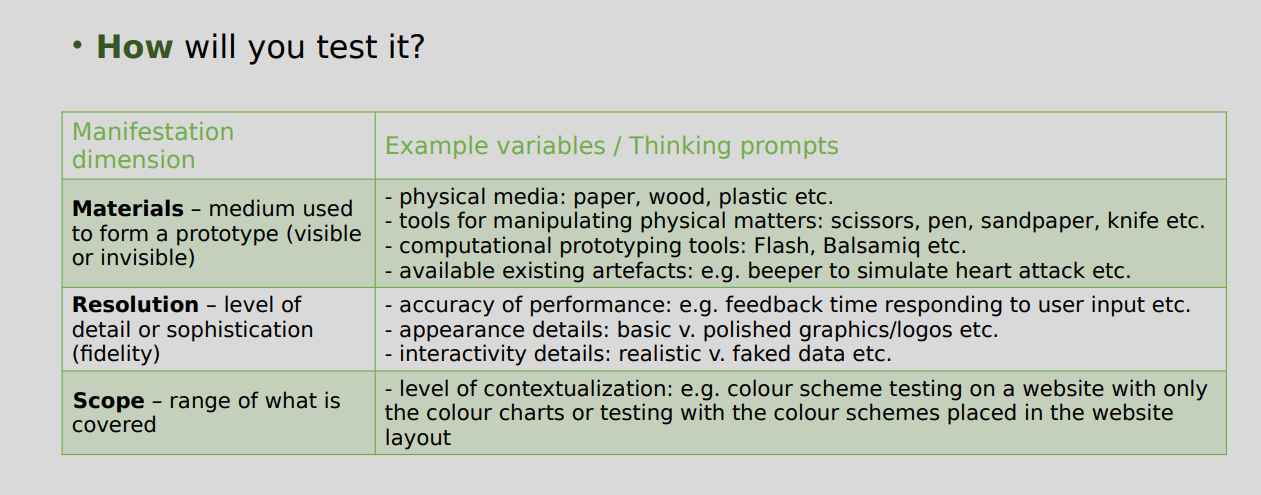 • How will you test it?
Manifestation
dimension
Example variables / Thinking prompts
Materials – medium used
to form a prototype (visible
or invisible)
- physical media: paper, wood, plastic etc.
- tools for manipulating physical matters: scissors, pen, sandpaper, knife etc.
- computational prototyping tools: Flash, Balsamiq etc.
- available existing artefacts: e.g. beeper to simulate heart attack etc.
Resolution – level of
detail or sophistication
(fidelity)
- accuracy of performance: e.g. feedback time responding to user input etc.
- appearance details: basic v. polished graphics/logos etc.
- interactivity details: realistic v. faked data etc.
Scope – range of what is
covered
- level of contextualization: e.g. colour scheme testing on a website with only
the colour charts or testing with the colour schemes placed in the website
layout